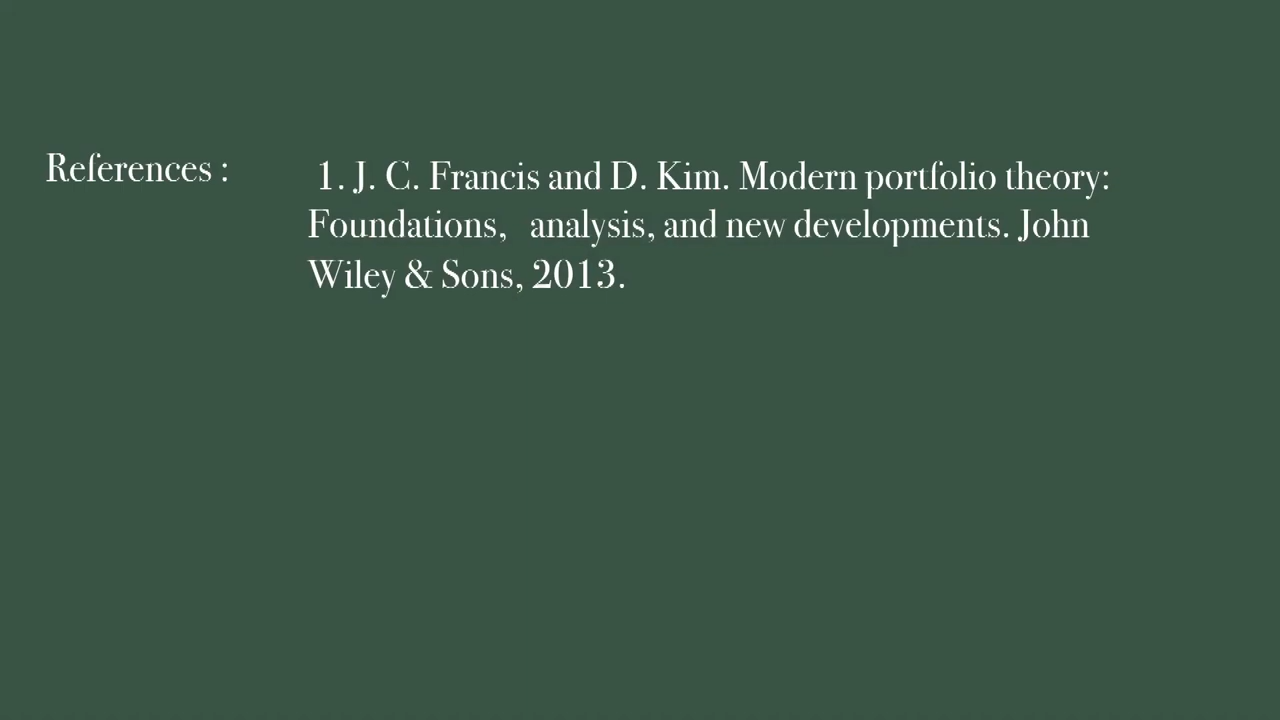 References :
1. J. C. Francis and D. Kim. Modern portfolio theory:
Foundations, analysis, and new developments. John
Wiley & Sons, 2013.